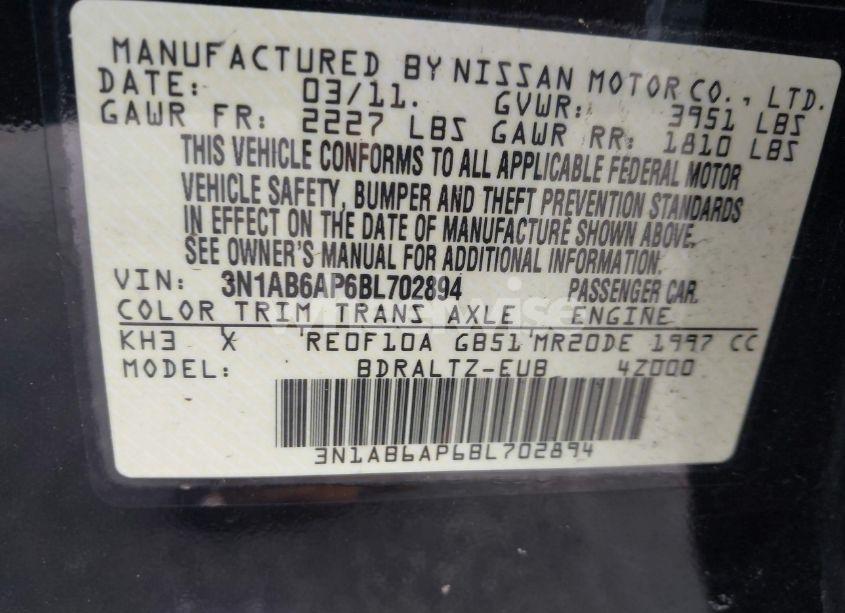 MANUFACTURED BY NISSAN MOTOR CO., LTD.
DATE: 03/11. GVWR: 3951 LBS
GAWR FR: 2227 LBS GAWR RR: 1810 LBS
THIS VEHICLE CONFORMS TO ALL APPLICABLE FEDERAL MOTOR
VEHICLE SAFETY, BUMPER AND THEFT PREVENTION STANDARDS
IN EFFECT ON THE DATE OF MANUFACTURE SHOWN ABOVE.
SEE OWNER'S MANUAL FOR ADDITIONAL INFORMATION.
VIN: 3N1AB6AP6BL702894 PASSENGER CAR.
COLOR TRIM TRANS AXLE ENGINE
KH3 X RE0F10A GB51 MR20DE 1997 CC
MODEL: BDRALTZ-EUB 4Z000
3N1AB6AP6BL702894